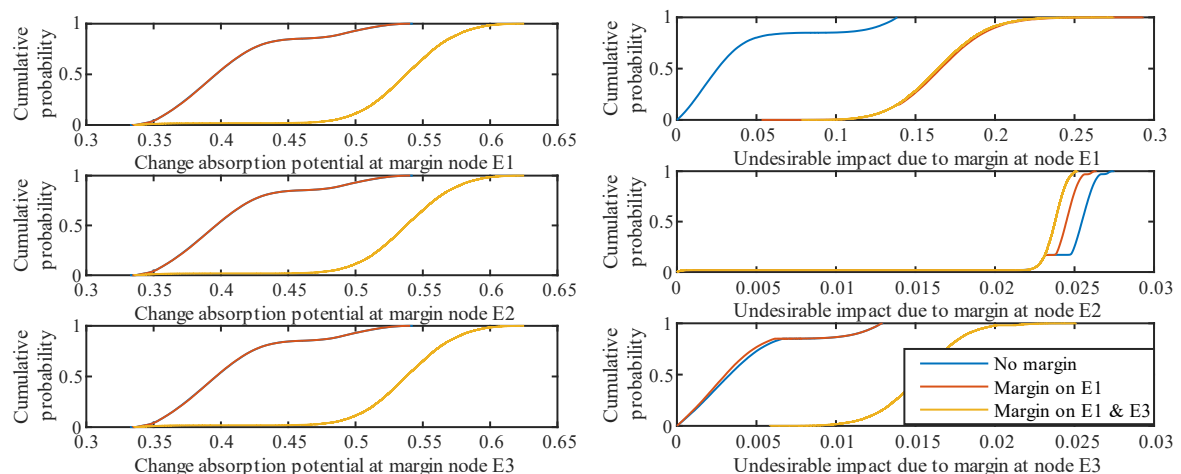 Cumulative
probability
1
0.5
0
0.3 0.35 0.4 0.45 0.5 0.55 0.6 0.65
Change absorption potential at margin node E1
Cumulative
probability
1
0.5
0
0 0.05 0.1 0.15 0.2 0.25 0.3
Undesirable impact due to margin at node E1
Cumulative
probability
1
0.5
0
0.3 0.35 0.4 0.45 0.5 0.55 0.6 0.65
Change absorption potential at margin node E2
Cumulative
probability
1
0.5
0
0 0.005 0.01 0.015 0.02 0.025 0.03
Undesirable impact due to margin at node E2
Cumulative
probability
1
0.5
0
0.3 0.35 0.4 0.45 0.5 0.55 0.6 0.65
Change absorption potential at margin node E3
Cumulative
probability
1
0.5
0
No margin
Margin on E1
Margin on E1 & E3
0 0.005 0.01 0.015 0.02 0.025 0.03
Undesirable impact due to margin at node E3